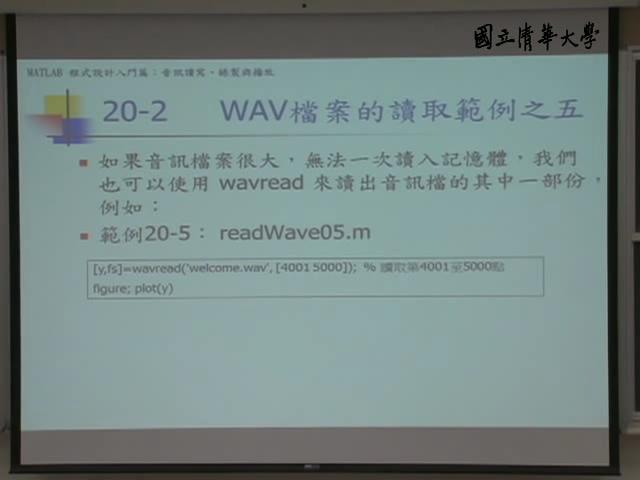 國立清華大學
MATLAB 程式設計入門篇：音訊讀寫、錄製與播放
20-2 WAV檔案的讀取範例之五
如果音訊檔案很大，無法一次讀入記憶體，我們
也可以使用 wavread 來讀出音訊檔的其中一部份，
例如：
範例20-5： readWave05.m
[y,fs]=wavread('welcome.wav', [4001 5000]); % 讀取第4001至5000點
figure; plot(y)